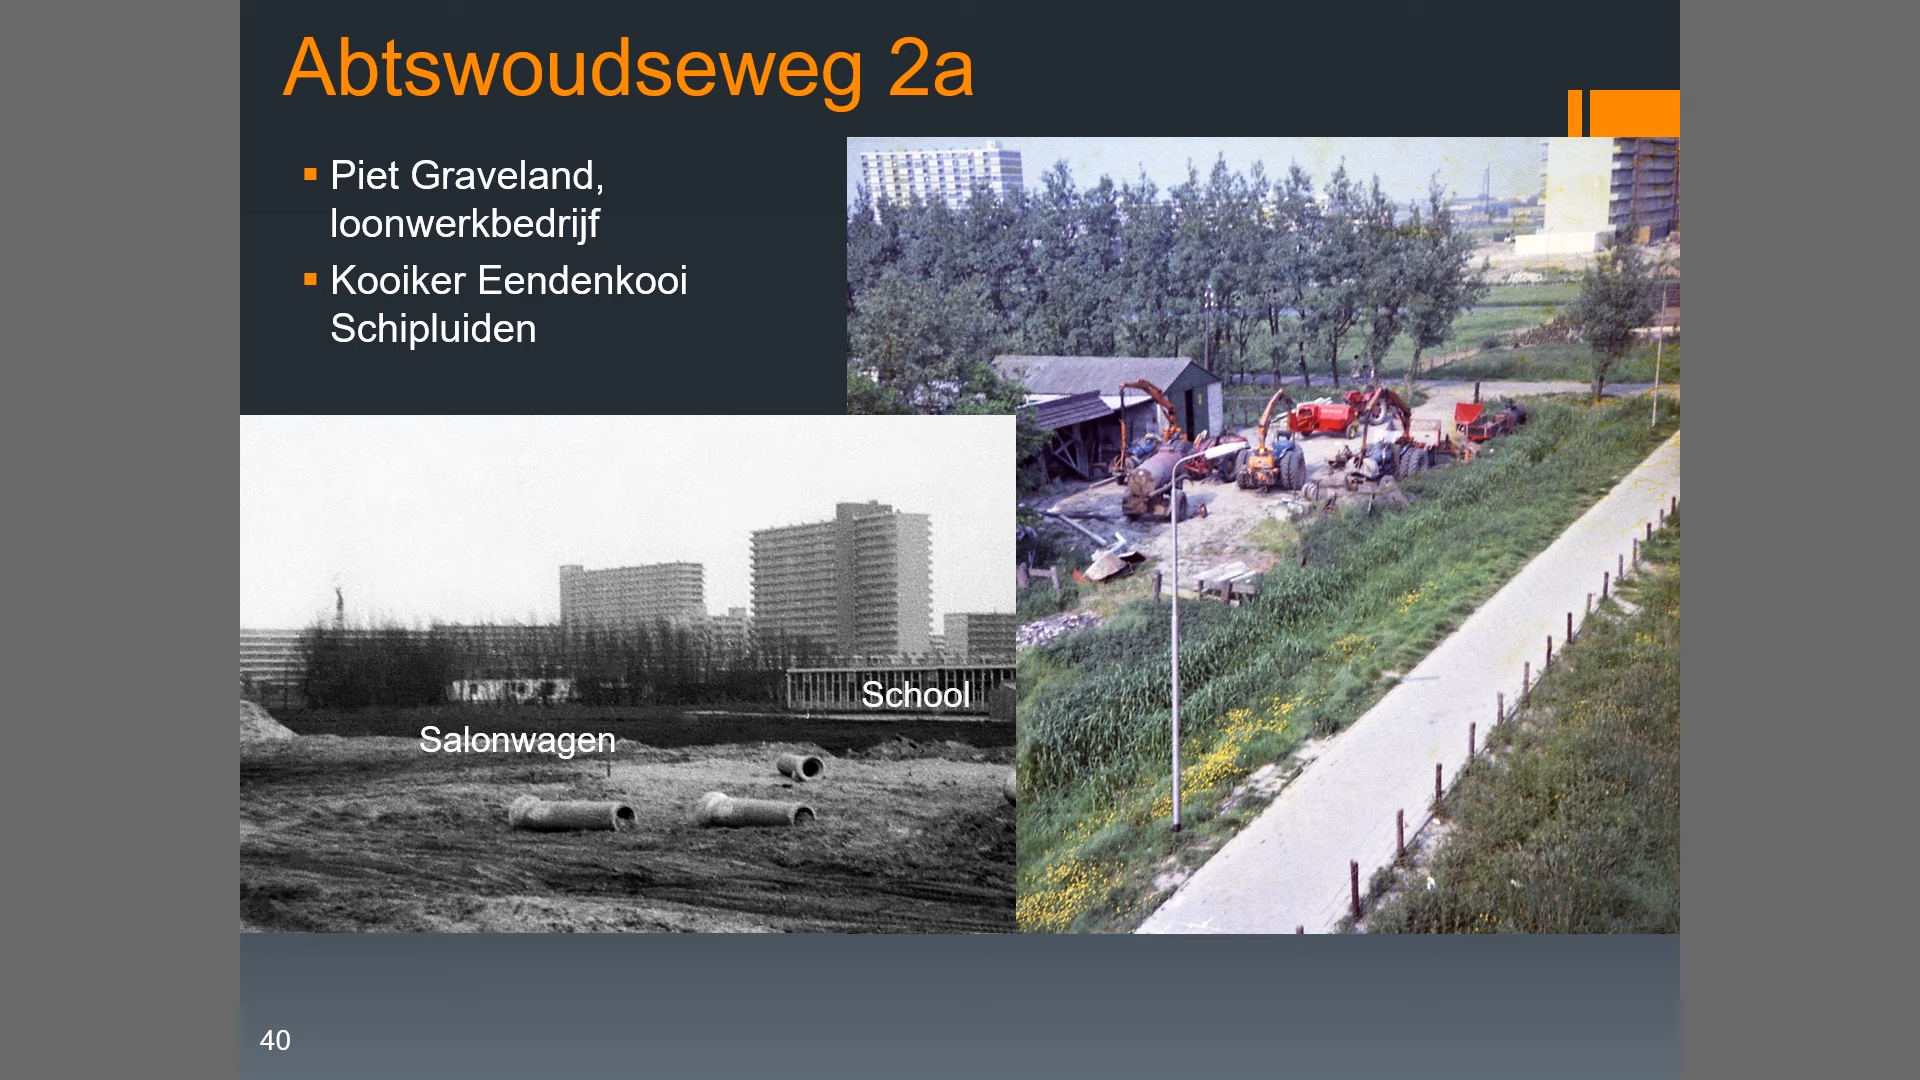 Abtswoudseweg 2a
Piet Graveland,
loonwerkbedrijf
Kooiker Eendenkooi
Schipluiden
School
Salonwagen
40